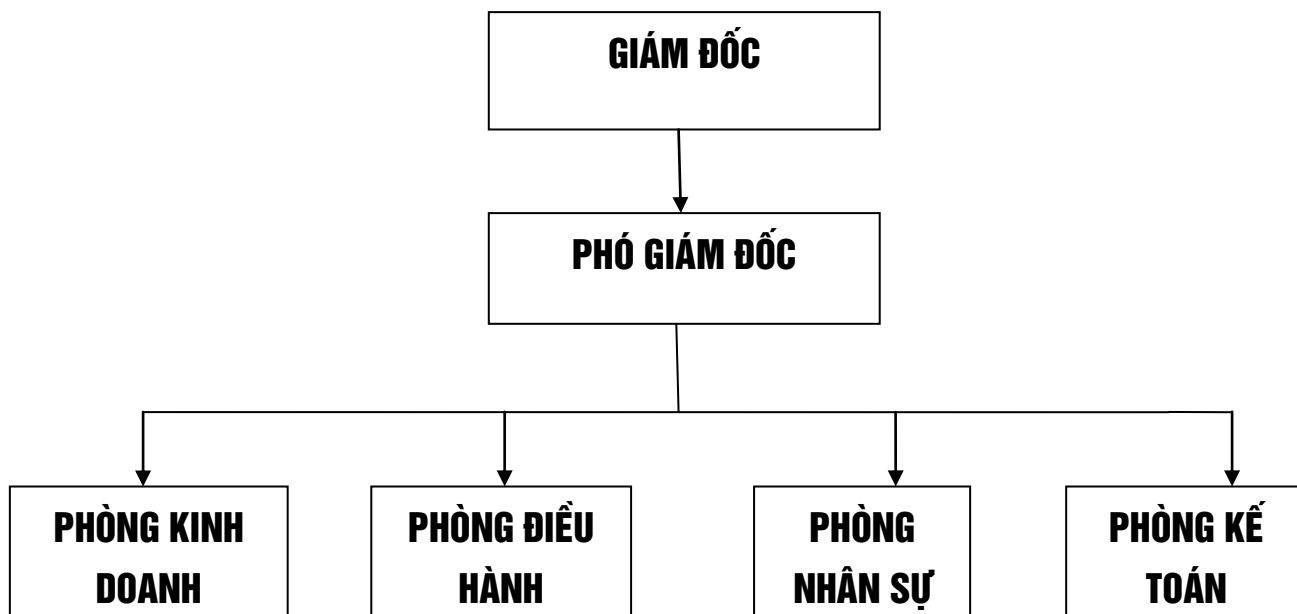 GIÁM ĐỐC
PHÓ GIÁM ĐỐC
PHÒNG KINH
DOANH
PHÒNG ĐIỀU
HÀNH
PHÒNG
NHÂN SỰ
PHÒNG KẾ
TOÁN